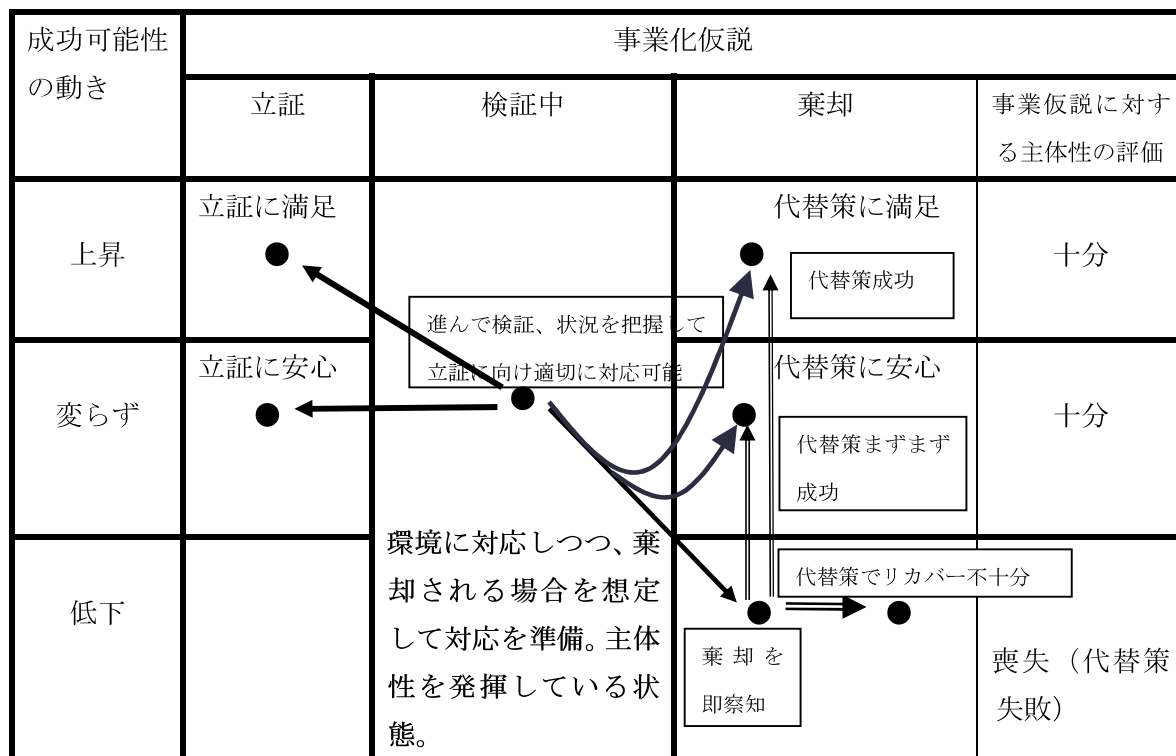 成功可能性
の動き
事業化仮説
立証
検証中
棄却
事業仮説に対す
る主体性の評価
上昇
立証に満足
代替策に満足
代替策成功
十分
進んで検証、状況を把握して
立証に向け適切に対応可能
変らず
立証に安心
代替策に安心
代替策まずまず
成功
十分
低下
環境に対応しつつ、棄
却される場合を想定
して対応を準備。主体
性を発揮している状
態。
代替策でリカバー不十分
棄却を
即察知
喪失（代替策
失敗）